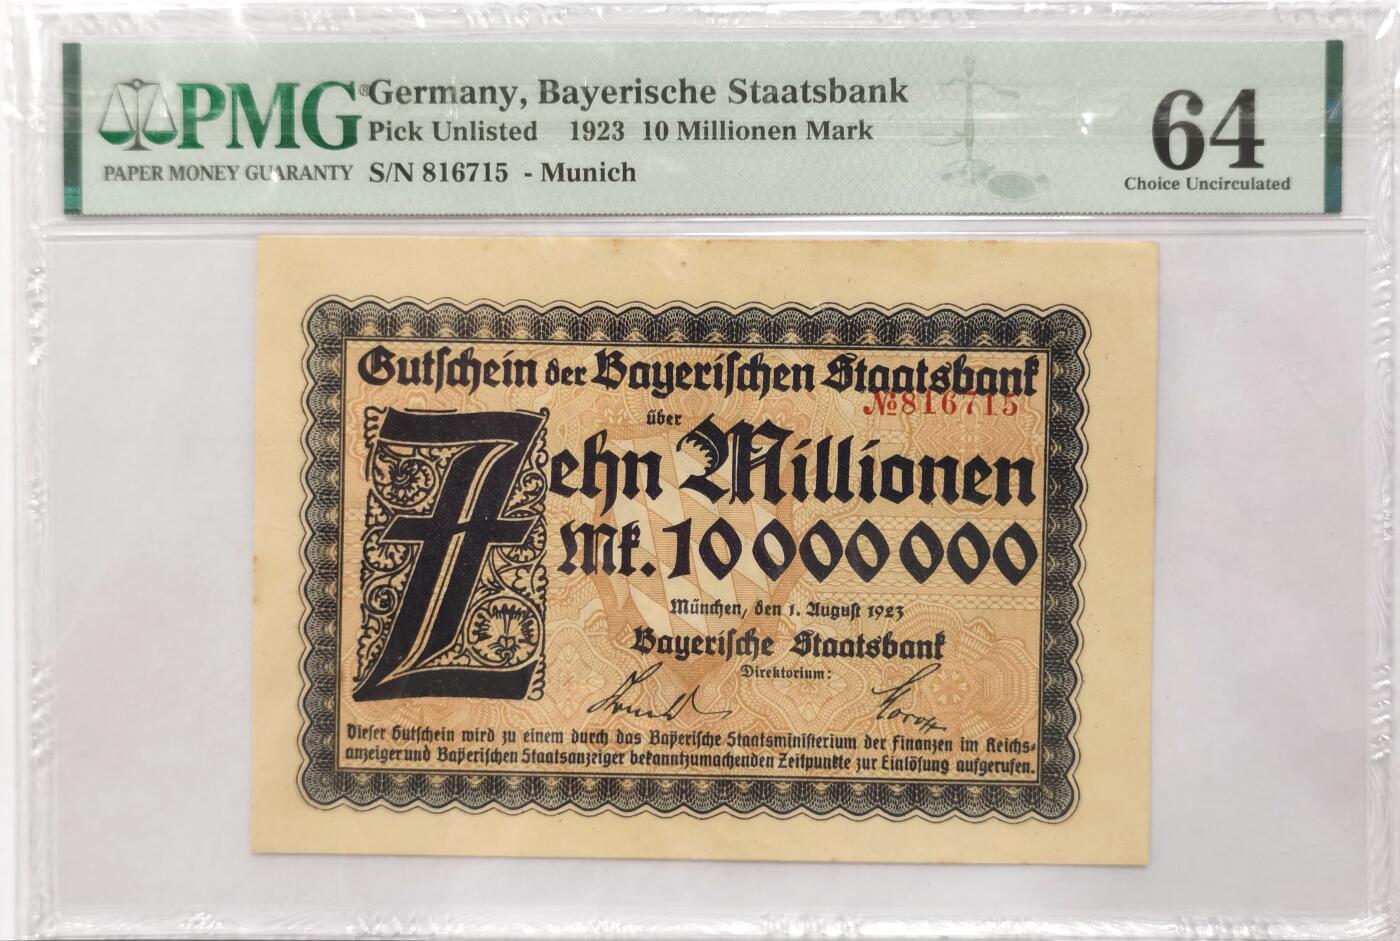 PMG®
PAPER MONEY GUARANTY
Germany, Bayerische Staatsbank
Pick Unlisted 1923 10 Millionen Mark
S/N 816715 - Munich
64
Choice Uncirculated
Gutschein der Bayerischen Staatsbank
№816715
über
Zehn Millionen
Mk. 10000000
München, den 1. August 1923
Bayerische Staatsbank
Direktorium:
Dieser Gutschein wird zu einem durch das Bayerische Staatsministerium der Finanzen im Reichs-
anzeiger und Bayerischen Staatsanzeiger bekanntzumachenden Zeitpunkte zur Einlösung aufgerufen.